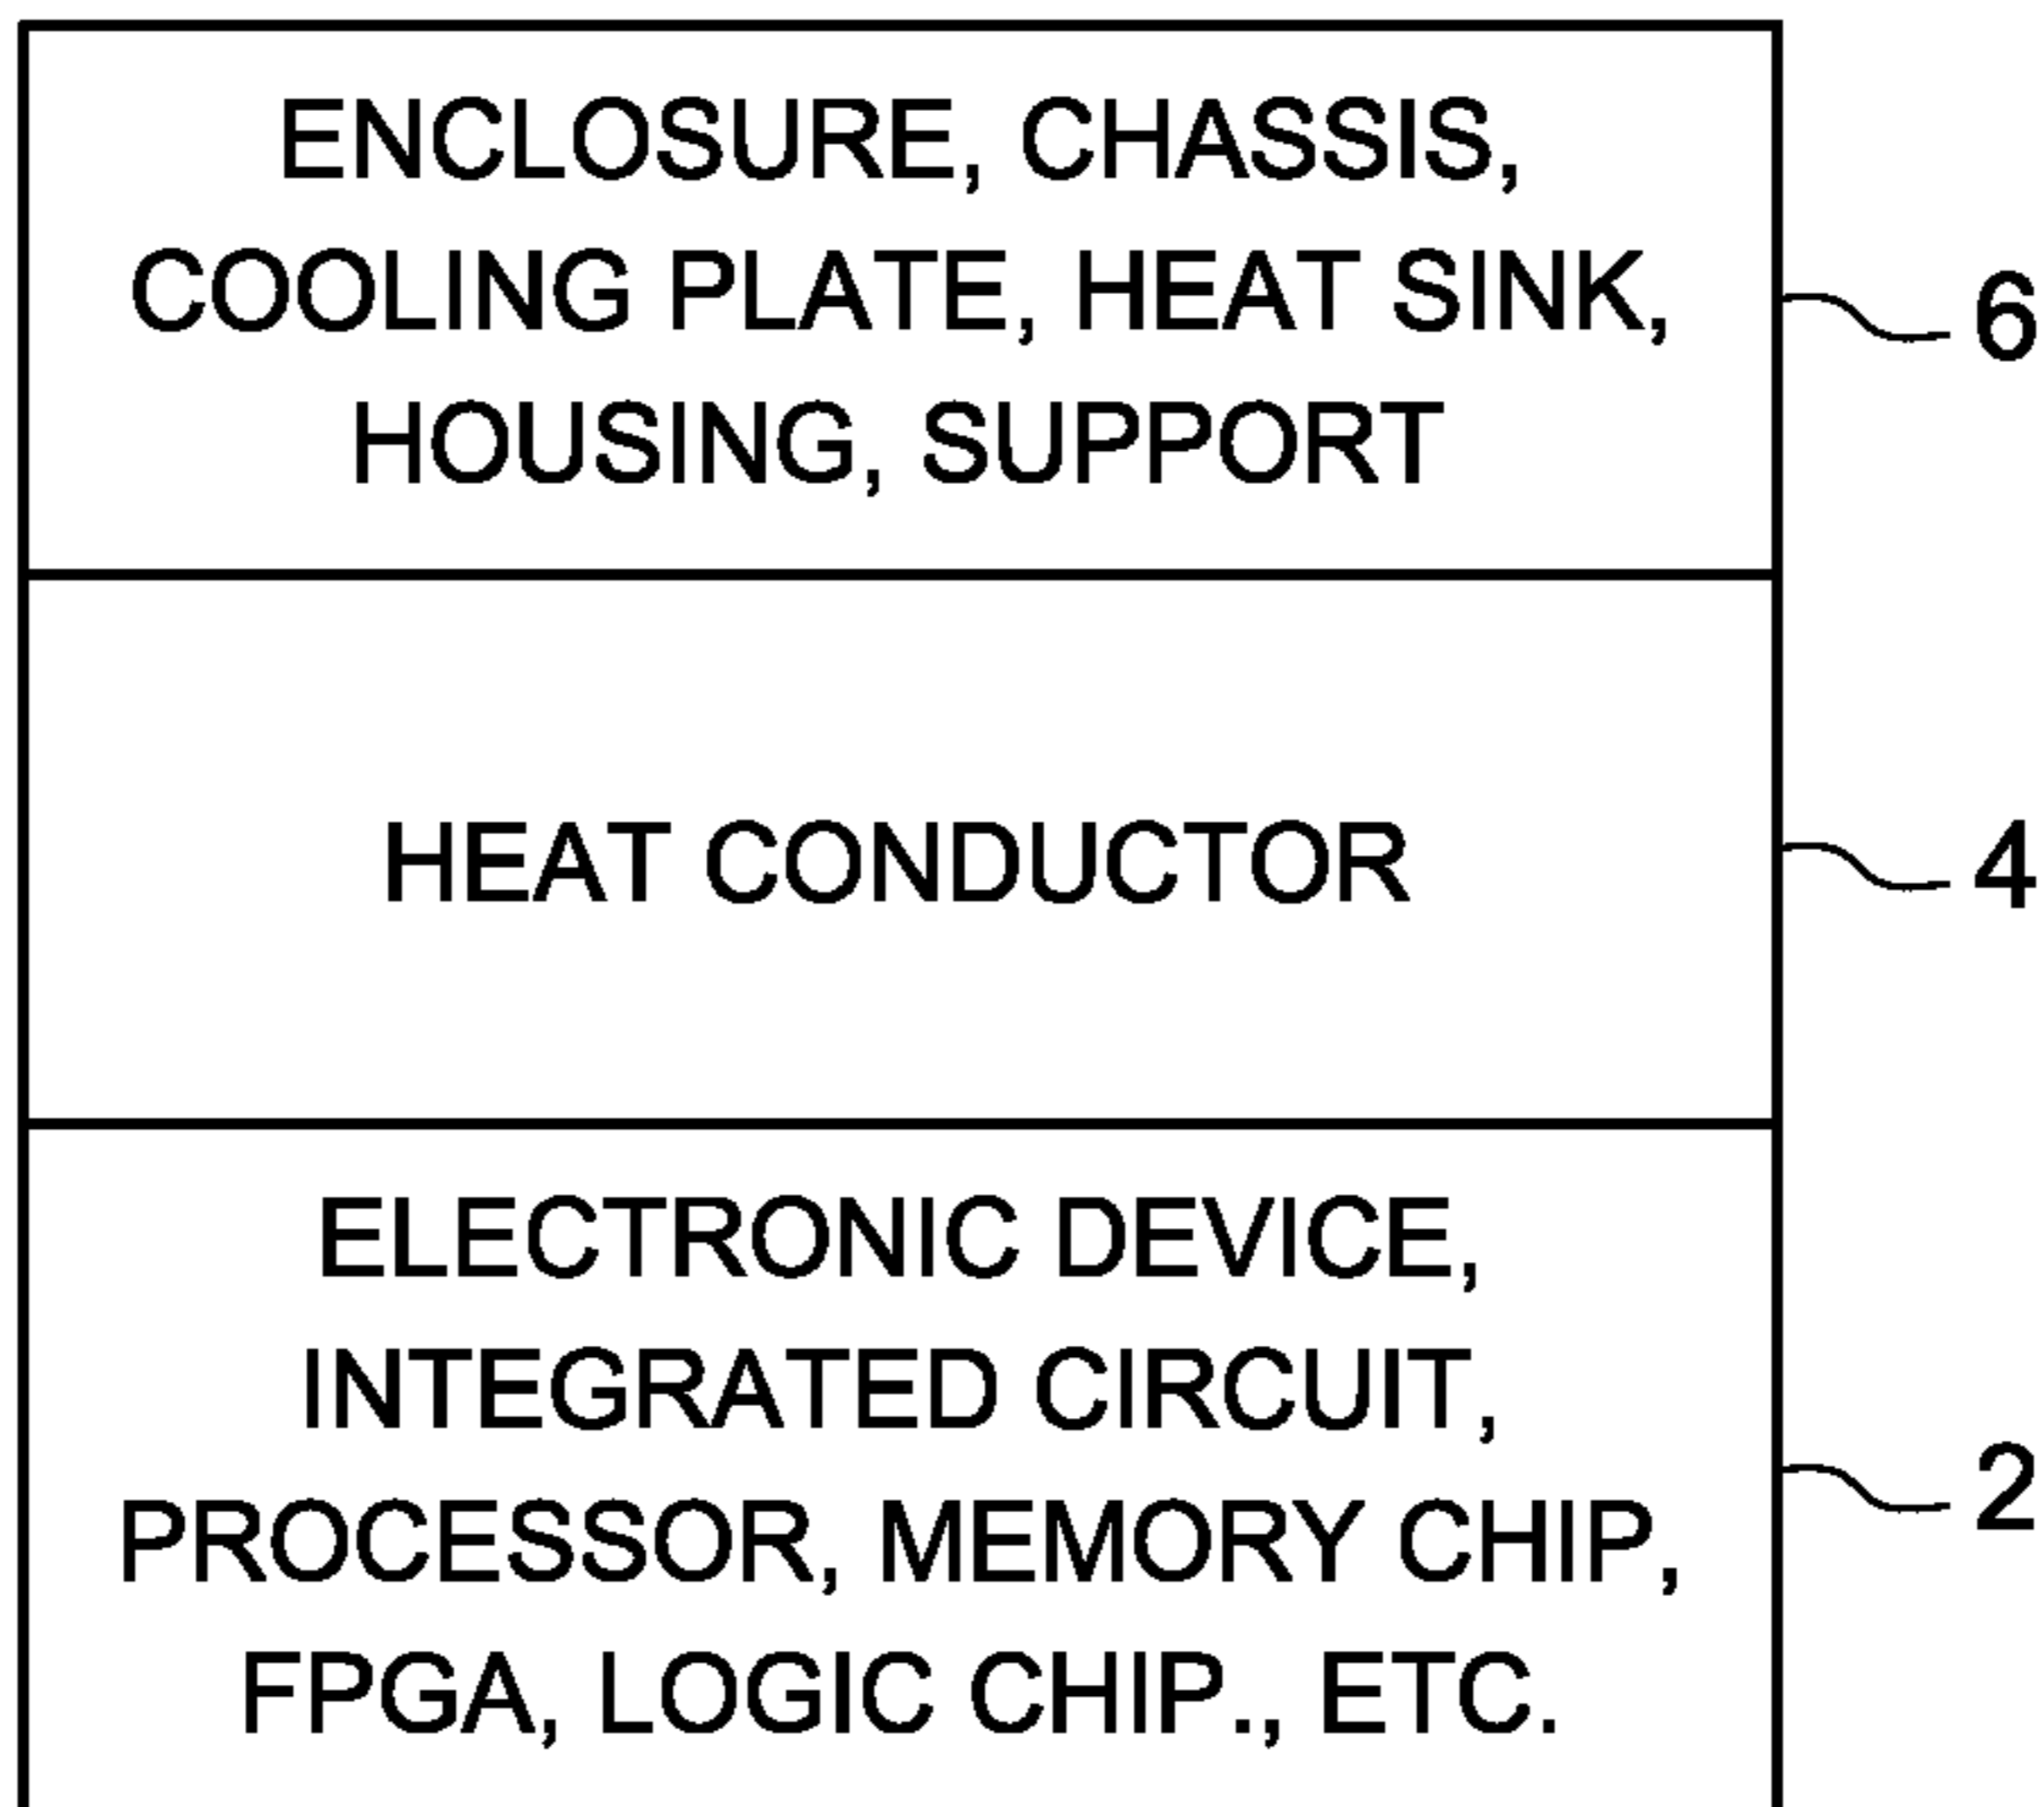 ENCLOSURE, CHASSIS,
COOLING PLATE, HEAT SINK,
HOUSING, SUPPORT
6
HEAT CONDUCTOR
4
ELECTRONIC DEVICE,
INTEGRATED CIRCUIT,
PROCESSOR, MEMORY CHIP,
FPGA, LOGIC CHIP., ETC.
2